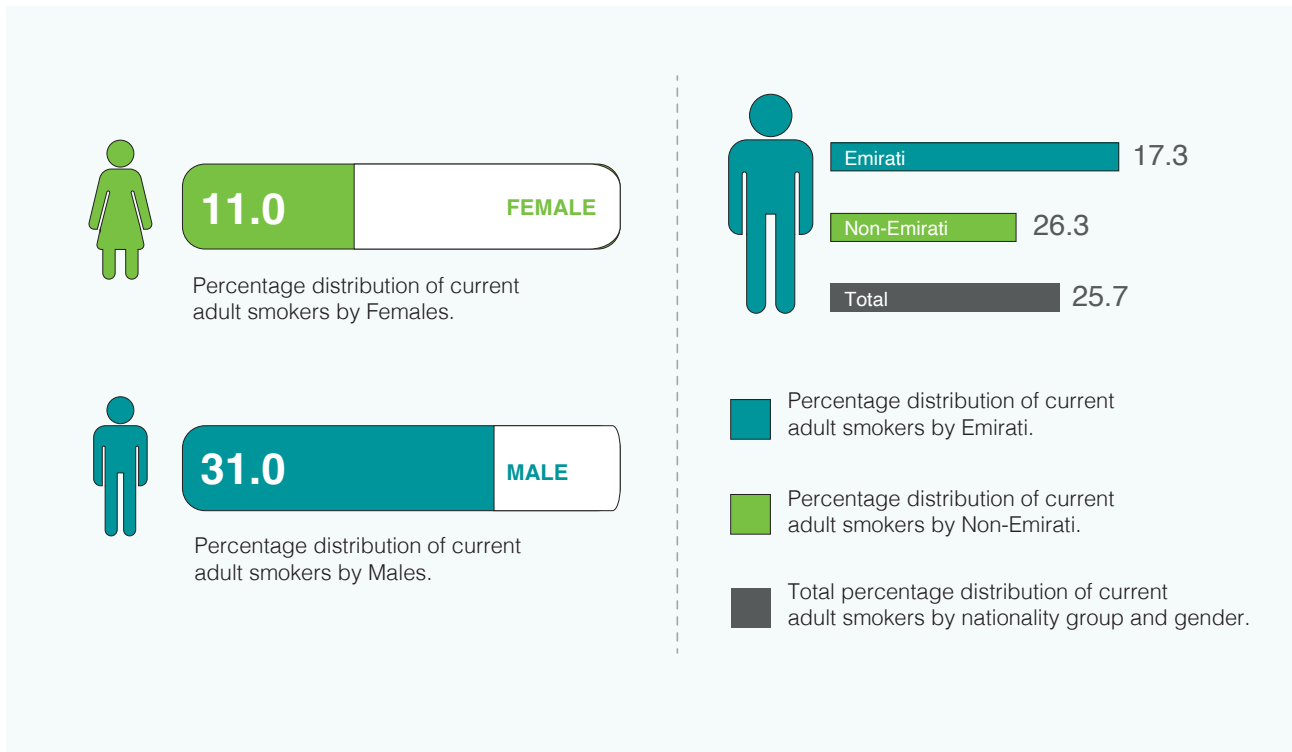 11.0
FEMALE
Percentage distribution of current
adult smokers by Females.
31.0
MALE
Percentage distribution of current
adult smokers by Males.
Emirati
17.3
Non-Emirati
26.3
Total
25.7
Percentage distribution of current
adult smokers by Emirati.
Percentage distribution of current
adult smokers by Non-Emirati.
Total percentage distribution of current
adult smokers by nationality group and gender.